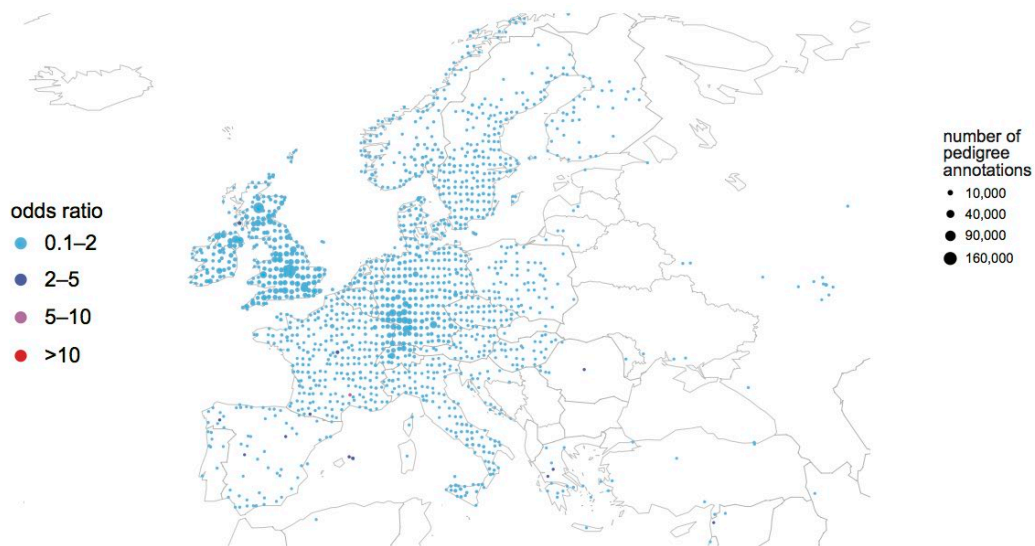 odds ratio
0.1–2
2–5
5–10
>10
number of
pedigree
annotations
10,000
40,000
90,000
160,000